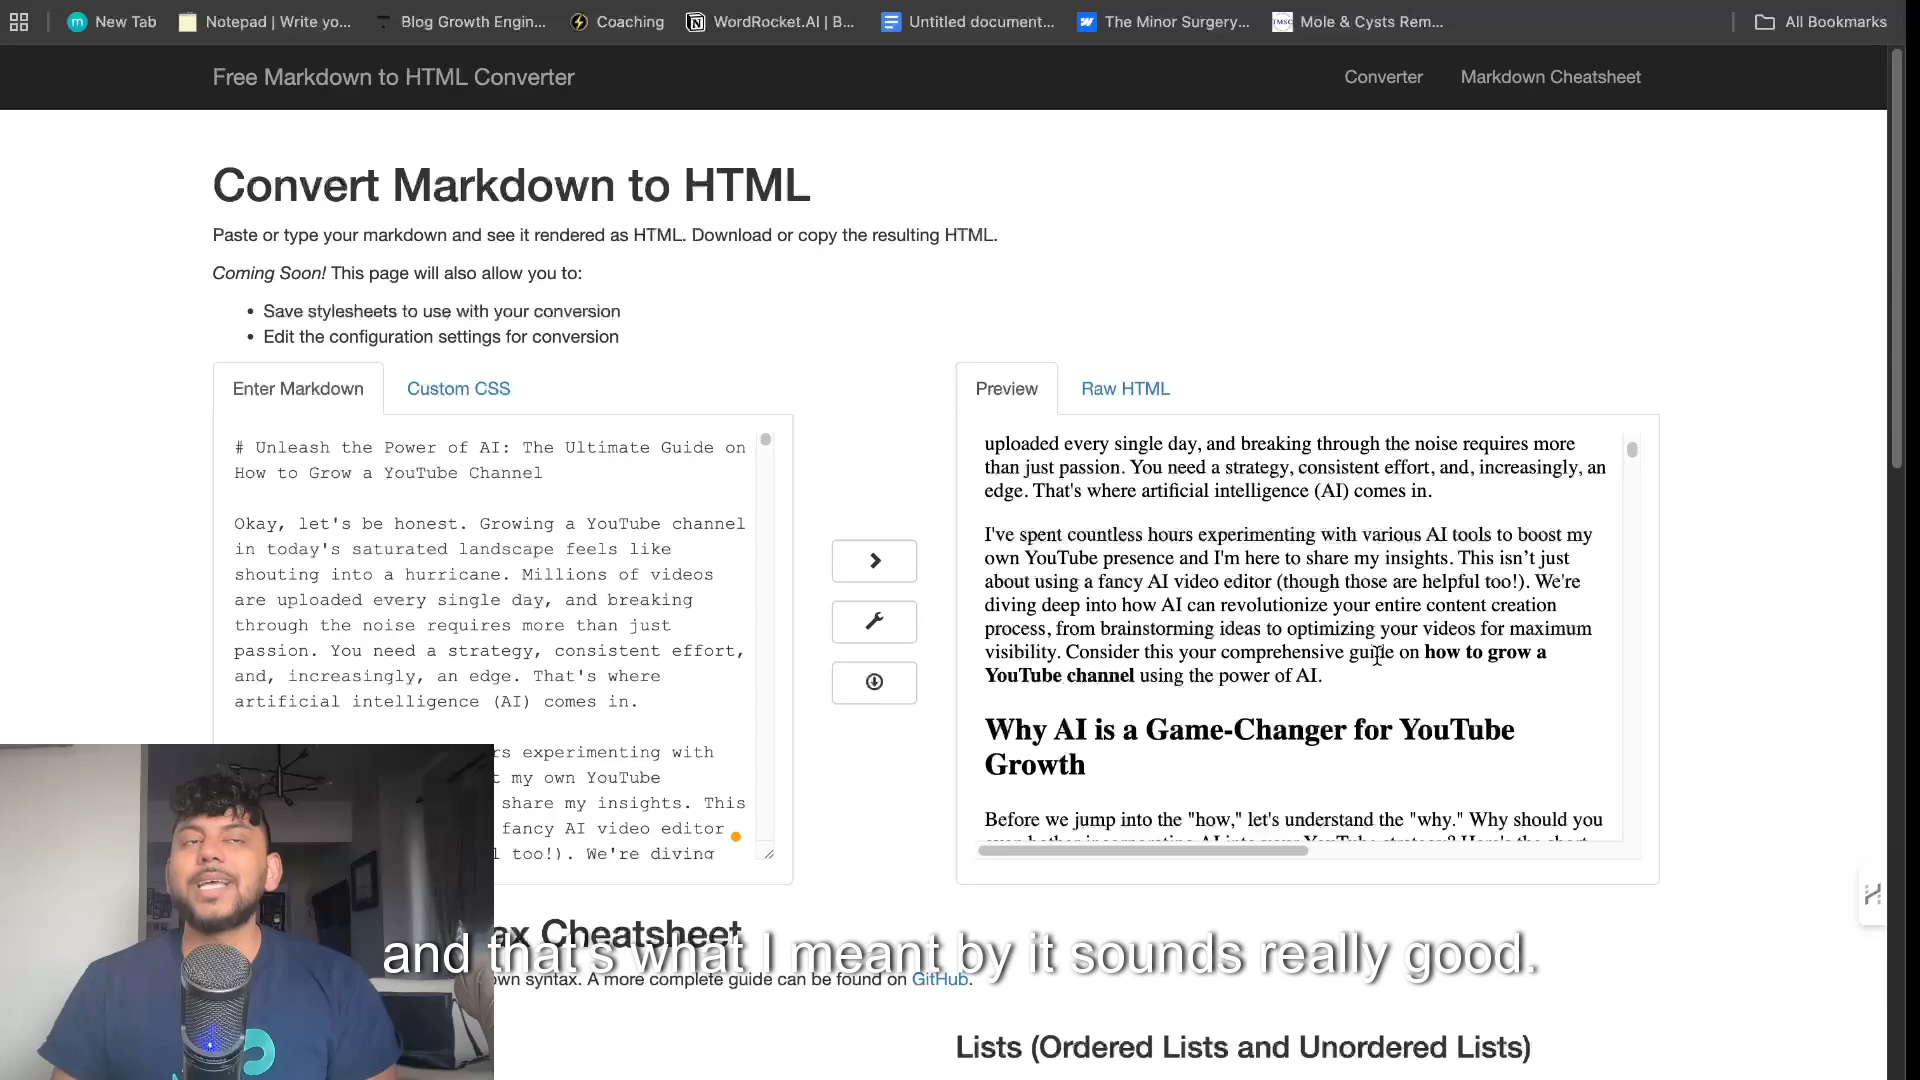 New Tab
Notepad | Write yo...
Blog Growth Engin...
Coaching
WordRocket.AI | B...
Untitled document...
The Minor Surgery...
TMSC
Mole & Cysts Rem...
All Bookmarks
Free Markdown to HTML Converter
Converter
Markdown Cheatsheet
Convert Markdown to HTML
Paste or type your markdown and see it rendered as HTML. Download or copy the resulting HTML.
Coming Soon! This page will also allow you to:
• Save stylesheets to use with your conversion
• Edit the configuration settings for conversion
Enter Markdown
Custom CSS
# Unleash the Power of AI: The Ultimate Guide on
How to Grow a YouTube Channel
Okay, let's be honest. Growing a YouTube channel
in today's saturated landscape feels like
shouting into a hurricane. Millions of videos
are uploaded every single day, and breaking
through the noise requires more than just
passion. You need a strategy, consistent effort,
and, increasingly, an edge. That's where
artificial intelligence (AI) comes in.
rs experimenting with
t my own YouTube
share my insights. This
fancy AI video editor
l too!). We're diving
Preview
Raw HTML
uploaded every single day, and breaking through the noise requires more
than just passion. You need a strategy, consistent effort, and, increasingly, an
edge. That's where artificial intelligence (AI) comes in.
I've spent countless hours experimenting with various AI tools to boost my
own YouTube presence and I'm here to share my insights. This isn’t just
about using a fancy AI video editor (though those are helpful too!). We're
diving deep into how AI can revolutionize your entire content creation
process, from brainstorming ideas to optimizing your videos for maximum
visibility. Consider this your comprehensive guide on how to grow a
YouTube channel using the power of AI.
Why AI is a Game-Changer for YouTube
Growth
Before we jump into the "how," let's understand the "why." Why should you
ax Cheatsheet
and that's what I meant by it sounds really good.
own syntax. A more complete guide can be found on GitHub.
Lists (Ordered Lists and Unordered Lists)